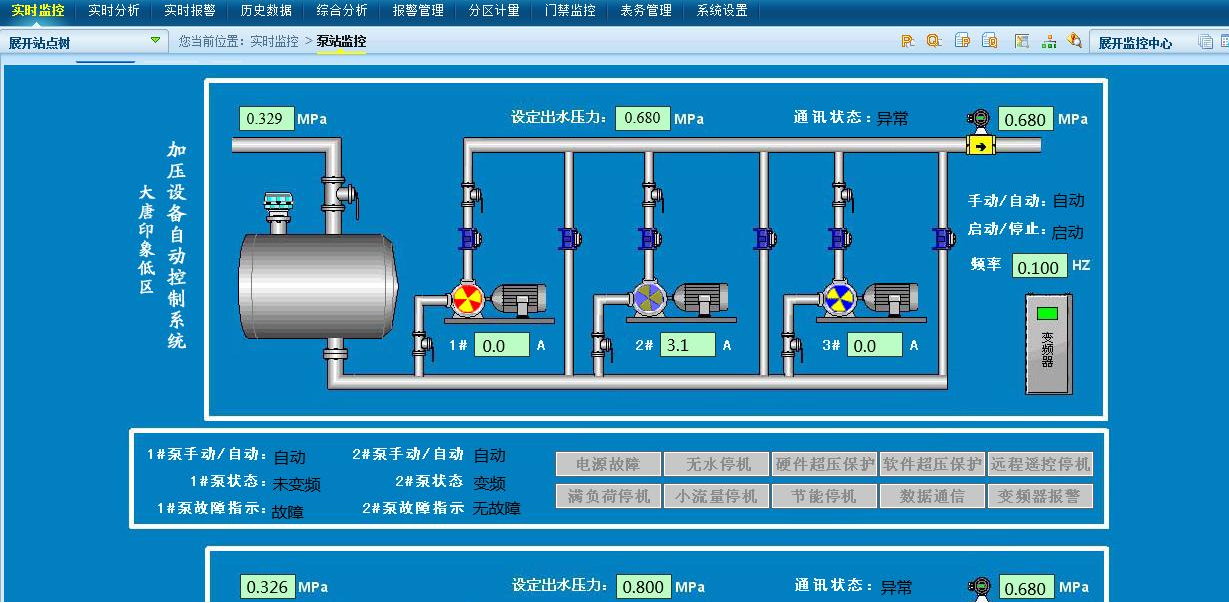 实时监控 实时分析 实时报警 历史数据 综合分析 报警管理 分区计量 门禁监控 表务管理 系统设置
展开站点树 您当前位置：实时监控 > 泵站监控 展开监控中心
0.329 MPa 设定出水压力: 0.680 MPa 通讯状态: 异常 0.680 MPa
加压设备自动控制系统
大唐印象低区
手动/自动: 自动
启动/停止: 启动
频率 0.100 HZ
变频器
1# 0.0 A 2# 3.1 A 3# 0.0 A
1#泵手动/自动: 自动 2#泵手动/自动 自动
1#泵状态: 未变频 2#泵状态 变频
1#泵故障指示: 故障 2#泵故障指示 无故障
电源故障 无水停机 硬件超压保护 软件超压保护 远程遥控停机
满负荷停机 小流量停机 节能停机 数据通信 变频器报警
0.326 MPa 设定出水压力: 0.800 MPa 通讯状态: 异常 0.680 MPa